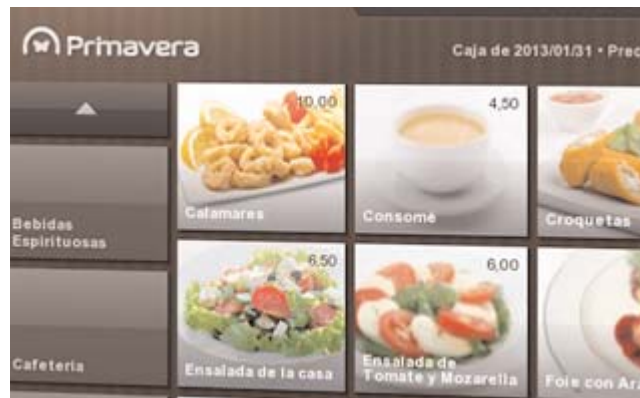 Primavera
Caja de 2013/01/31 • Prec
10,00
4,50
Calamares
Consomé
Croquetas
Bebidas
Espirituosas
6,50
6,00
Cafetería
Ensalada de la casa
Ensalada de
Tomate y Mozarella
Foie con Ar